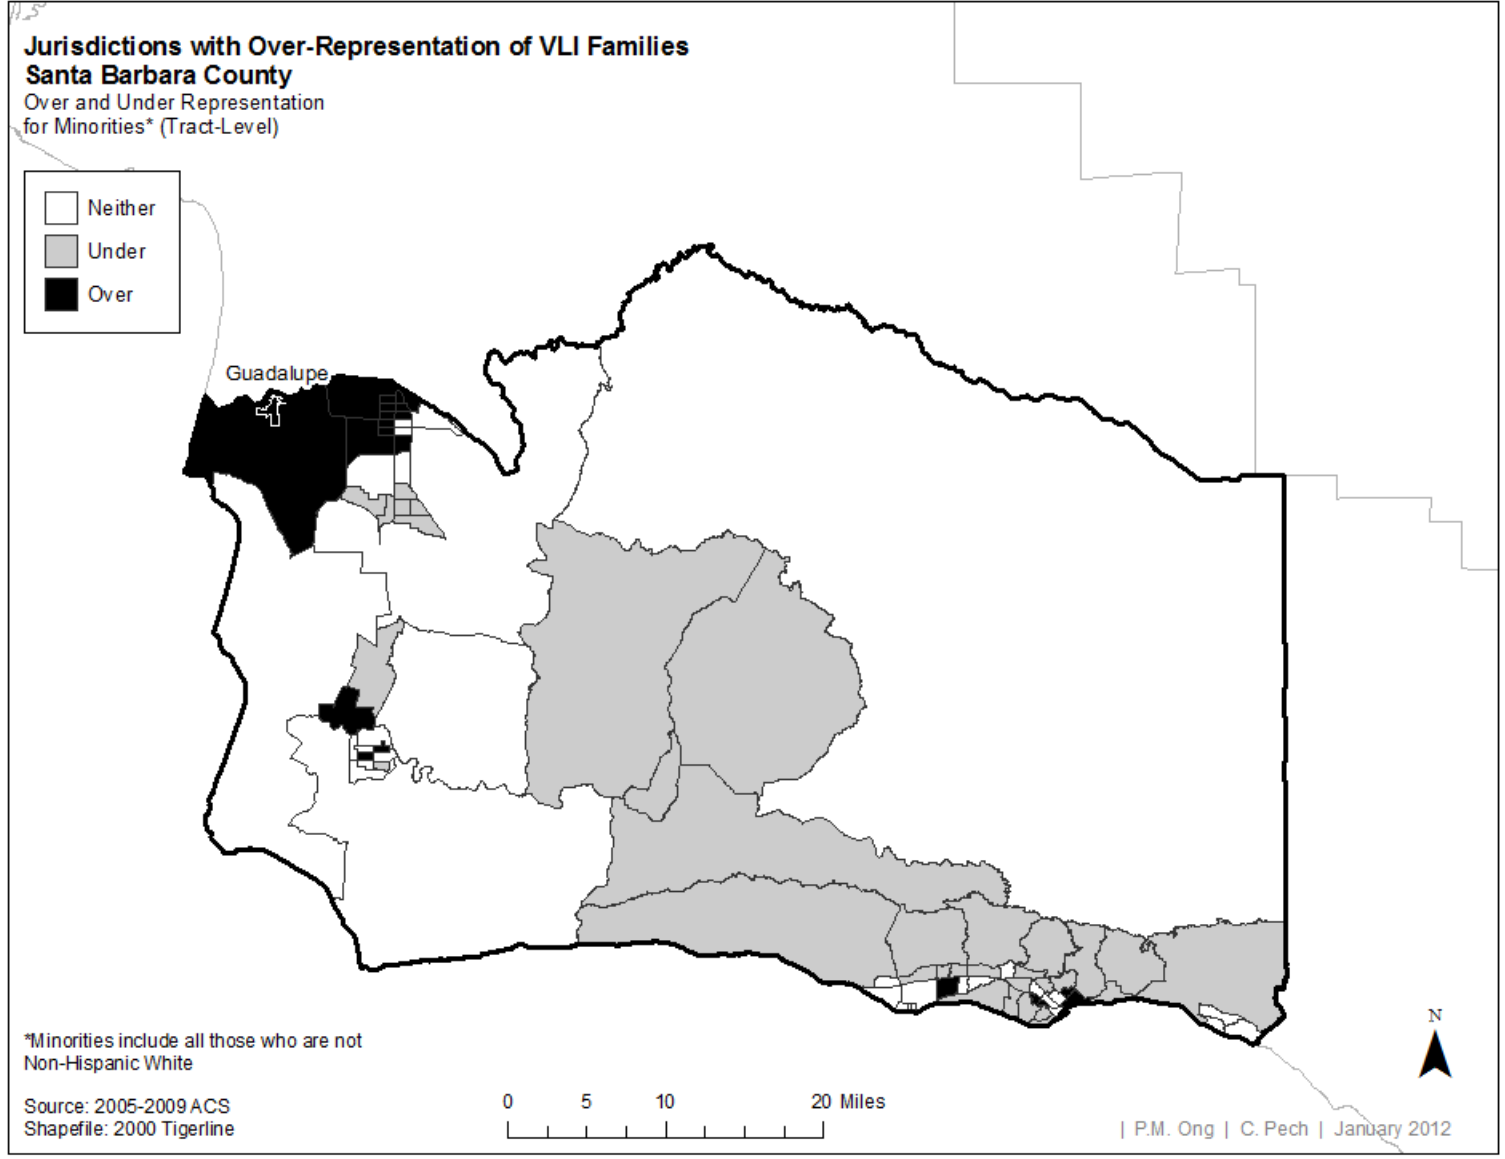 Jurisdictions with Over-Representation of VLI Families
Santa Barbara County
Over and Under Representation
for Minorities* (Tract-Level)
Neither
Under
Over
Guadalupe
*Minorities include all those who are not
Non-Hispanic White
Source: 2005-2009 ACS
Shapefile: 2000 Tigerline
0 5 10 20 Miles
N
| P.M. Ong | C. Pech | January 2012